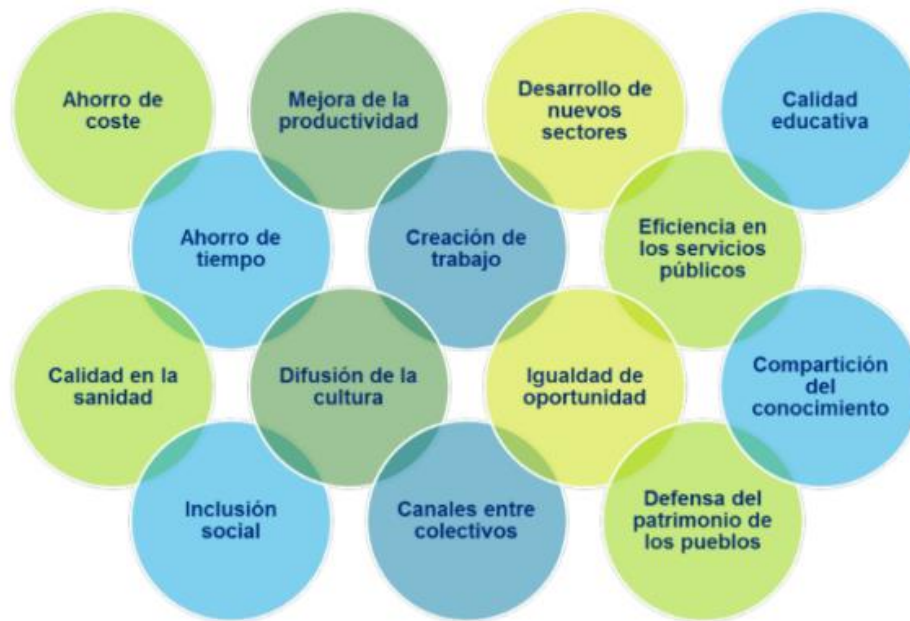 Ahorro de
coste
Mejora de la
productividad
Desarrollo de
nuevos
sectores
Calidad
educativa
Ahorro de
tiempo
Creación de
trabajo
Eficiencia en
los servicios
públicos
Calidad en la
sanidad
Difusión de la
cultura
Igualdad de
oportunidad
Compartición
del
conocimiento
Inclusión
social
Canales entre
colectivos
Defensa del
patrimonio de
los pueblos